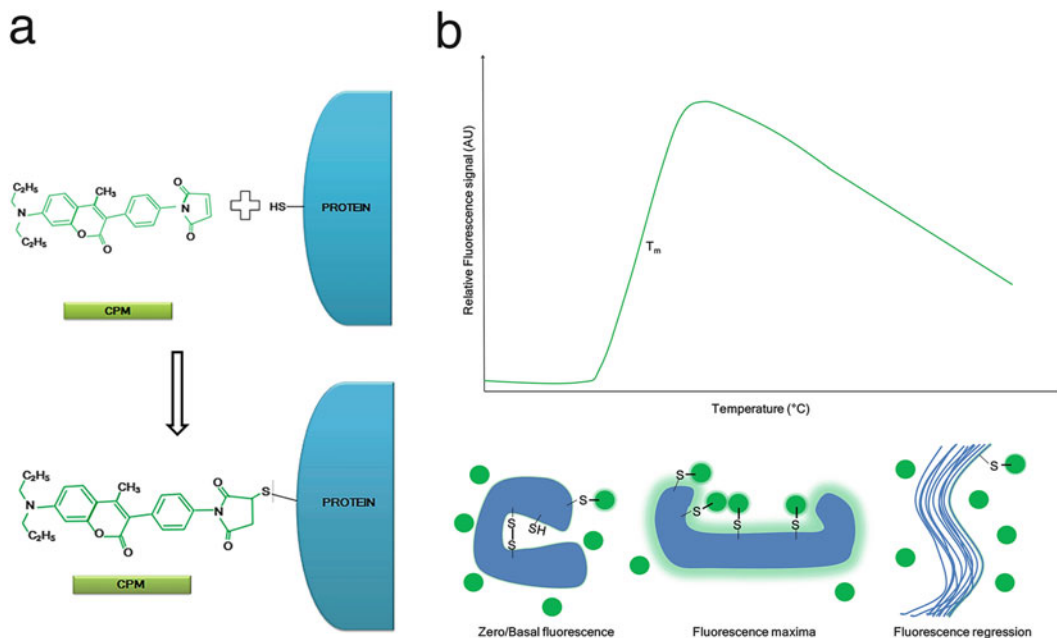 a
C₂H₅
N
C₂H₅
CH₃
O
O
O
N
O
HS
PROTEIN
CPM
C₂H₅
N
C₂H₅
CH₃
O
O
O
N
O
S
PROTEIN
CPM
b
Relative Fluorescence signal (AU)
Tₘ
Temperature (°C)
S
S
S
SH
Zero/Basal fluorescence
S
S
S
S
Fluorescence maxima
S
Fluorescence regression